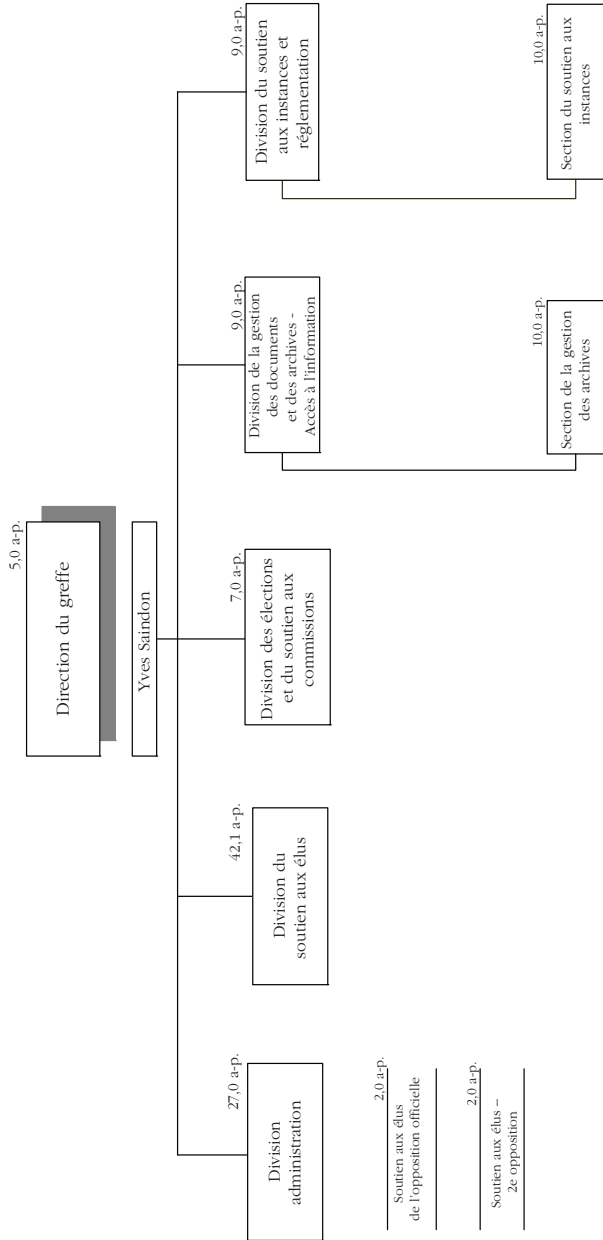 5,0 a-p.
Direction du greffe
Yves Saindon
27,0 a-p.
Division
administration
42,1 a-p.
Division du
soutien aux élus
7,0 a-p.
Division des élections
et du soutien aux
commissions
9,0 a-p.
Division de la gestion
des documents
et des archives -
Accès à l'information
9,0 a-p.
Division du soutien
aux instances et
réglementation
2,0 a-p.
Soutien aux élus
de l'opposition officielle
2,0 a-p.
Soutien aux élus –
2e opposition
10,0 a-p.
Section de la gestion
des archives
10,0 a-p.
Section du soutien aux
instances